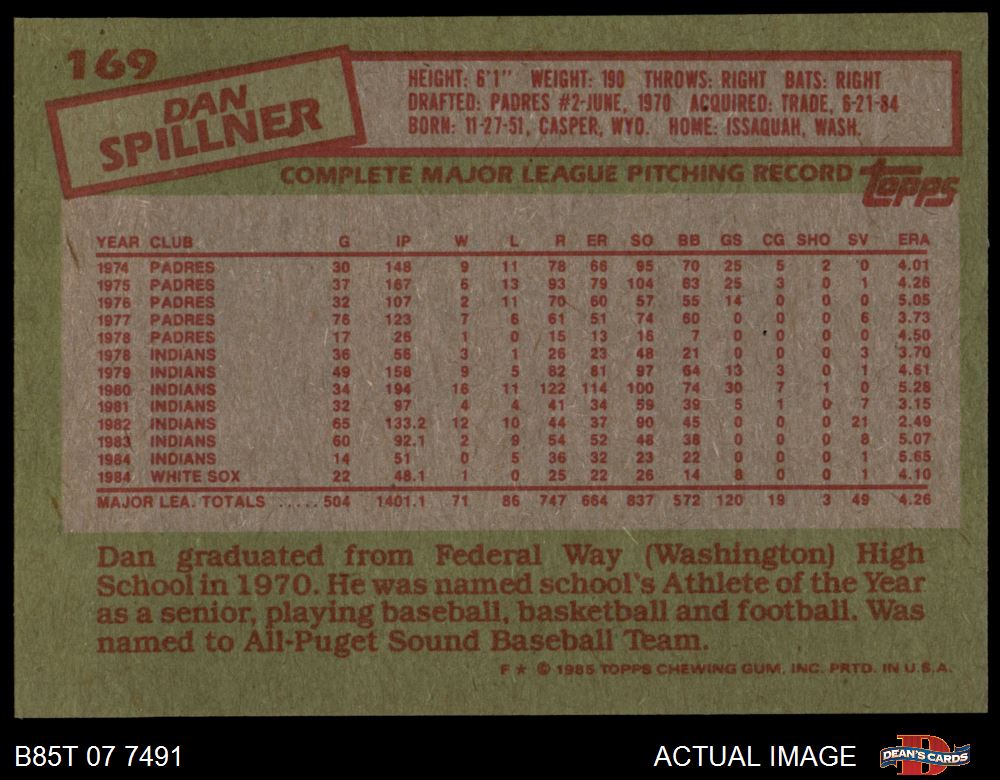 169
DAN
SPILLNER
HEIGHT: 6'1" WEIGHT: 190 THROWS: RIGHT BATS: RIGHT
DRAFTED: PADRES #2-JUNE, 1970 ACQUIRED: TRADE, 6-21-84
BORN: 11-27-51, CASPER, WYO. HOME: ISSAQUAH, WASH.
COMPLETE MAJOR LEAGUE PITCHING RECORD topps
YEAR CLUB G IP W L R ER SO BB GS CG SHO SV ERA
1974 PADRES 30 148 9 11 78 66 95 70 25 5 2 0 4.01
1975 PADRES 37 167 5 13 93 79 104 63 25 3 0 1 4.26
1976 PADRES 32 107 2 11 70 60 57 55 14 0 0 0 5.05
1977 PADRES 76 123 7 6 61 51 74 60 0 0 0 6 3.73
1978 PADRES 17 26 1 0 15 13 16 7 0 0 0 0 4.50
1978 INDIANS 36 56 3 1 26 23 48 21 0 0 0 3 3.70
1979 INDIANS 49 158 9 5 82 81 97 64 13 3 0 1 4.61
1980 INDIANS 34 194 16 11 122 114 100 74 30 7 1 0 5.28
1981 INDIANS 32 97 4 4 41 34 59 39 5 1 0 7 3.15
1982 INDIANS 65 133.2 12 10 44 37 90 45 0 0 0 21 2.49
1983 INDIANS 60 92.1 2 9 54 52 48 38 0 0 0 8 5.07
1984 INDIANS 14 51 0 5 36 32 23 22 0 0 0 1 5.65
1984 WHITE SOX 22 48.1 1 0 25 22 26 14 8 0 0 1 4.10
MAJOR LEA. TOTALS ..... 504 1401.1 71 86 747 664 837 572 120 19 3 49 4.26
Dan graduated from Federal Way (Washington) High
School in 1970. He was named school's Athlete of the Year
as a senior, playing baseball, basketball and football. Was
named to All-Puget Sound Baseball Team.
F ★ © 1985 TOPPS CHEWING GUM, INC. PRTD. IN U.S.A.
B85T 07 7491 ACTUAL IMAGE DEAN'S CARDS